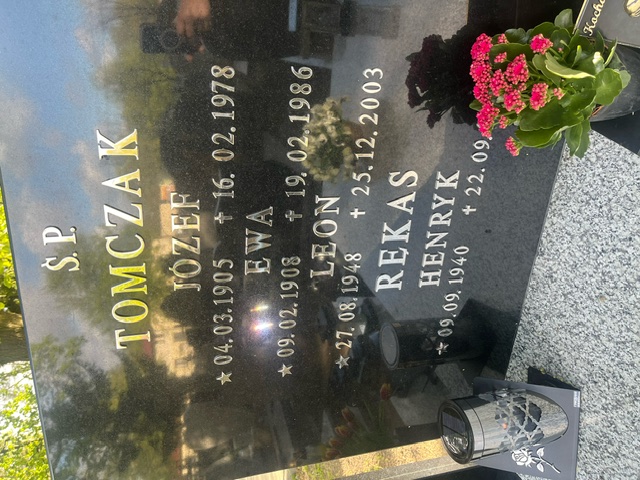 Ś.P.
TOMCZAK
JÓZEF
★04.03.1905 ✝16.02.1978
EWA
★09.02.1908 ✝19.02.1986
LEON
★27.08.1948 ✝25.12.2003
RĘKAS
HENRYK
★09.09.1940 ✝22.09.